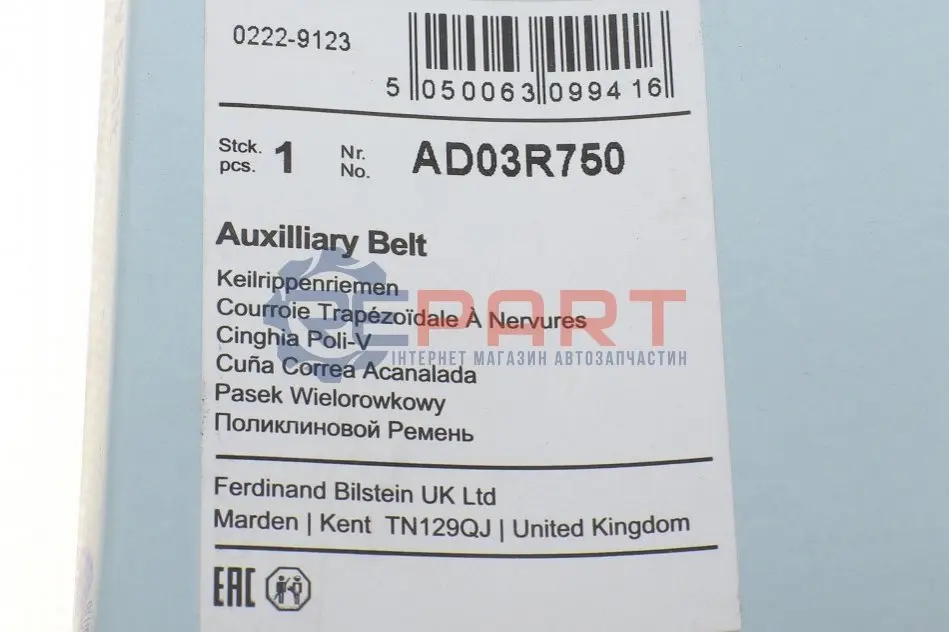 0222-9123
5 050063 099416
Stck. 1 Nr. AD03R750
pcs. No.
Auxilliary Belt
Keilrippenriemen
Courroie Trapézoïdale À Nervures
Cinghia Poli-V
Cuña Correa Acanalada
Pasek Wielorowkowy
Поликлиновой Ремень
REPART
ІНТЕРНЕТ МАГАЗИН АВТОЗАПЧАСТИН
Ferdinand Bilstein UK Ltd
Marden | Kent TN129QJ | United Kingdom
EAC